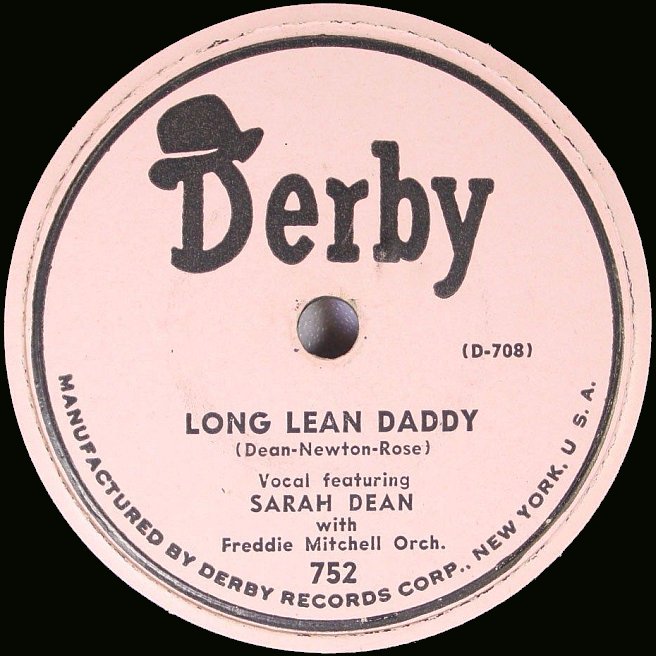 Derby
(D-708)
LONG LEAN DADDY
(Dean-Newton-Rose)
Vocal featuring
SARAH DEAN
with
Freddie Mitchell Orch.
752
MANUFACTURED BY DERBY RECORDS CORP., NEW YORK, U.S.A.